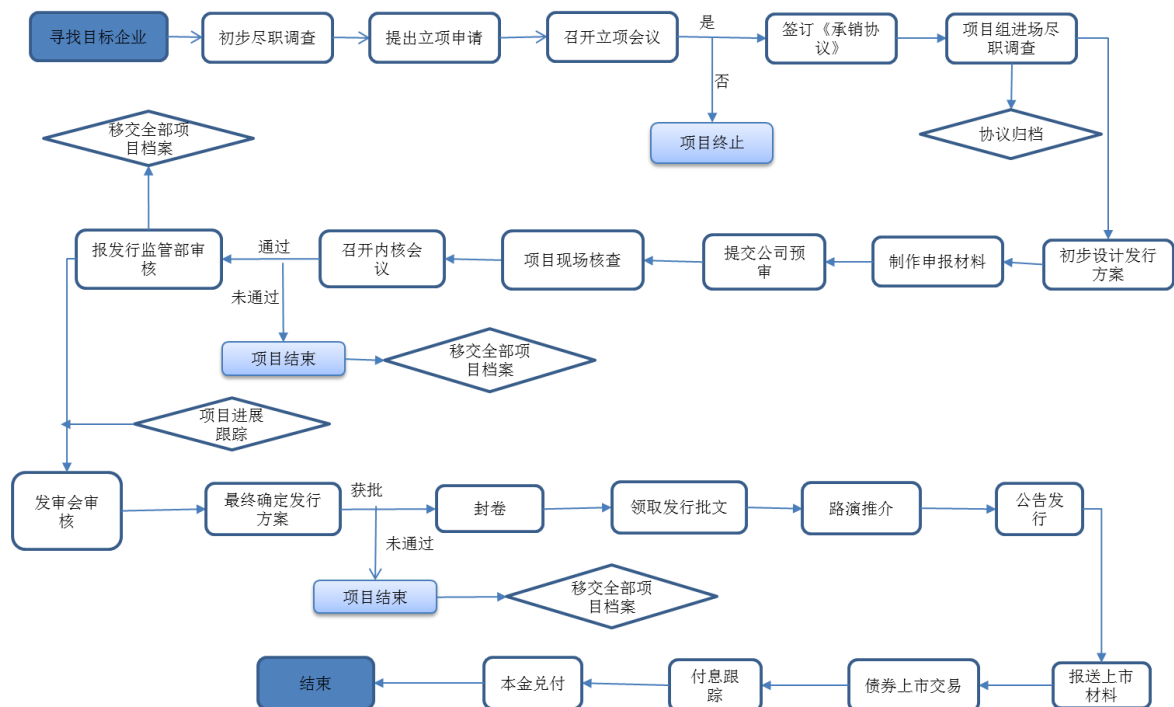 寻找目标企业
初步尽职调查
提出立项申请
召开立项会议
是
否
签订《承销协
议》
项目组进场尽
职调查
项目终止
协议归档
移交全部项
目档案
报发行监管部审
核
通过
未通过
召开内核会
议
项目现场核查
提交公司预
审
制作申报材料
初步设计发行
方案
项目结束
移交全部项
目档案
项目进展
跟踪
发审会审
核
最终确定发行
方案
获批
未通过
封卷
领取发行批文
路演推介
公告发
行
项目结束
移交全部项
目档案
结束
本金兑付
付息跟
踪
债券上市交易
报送上市
材料